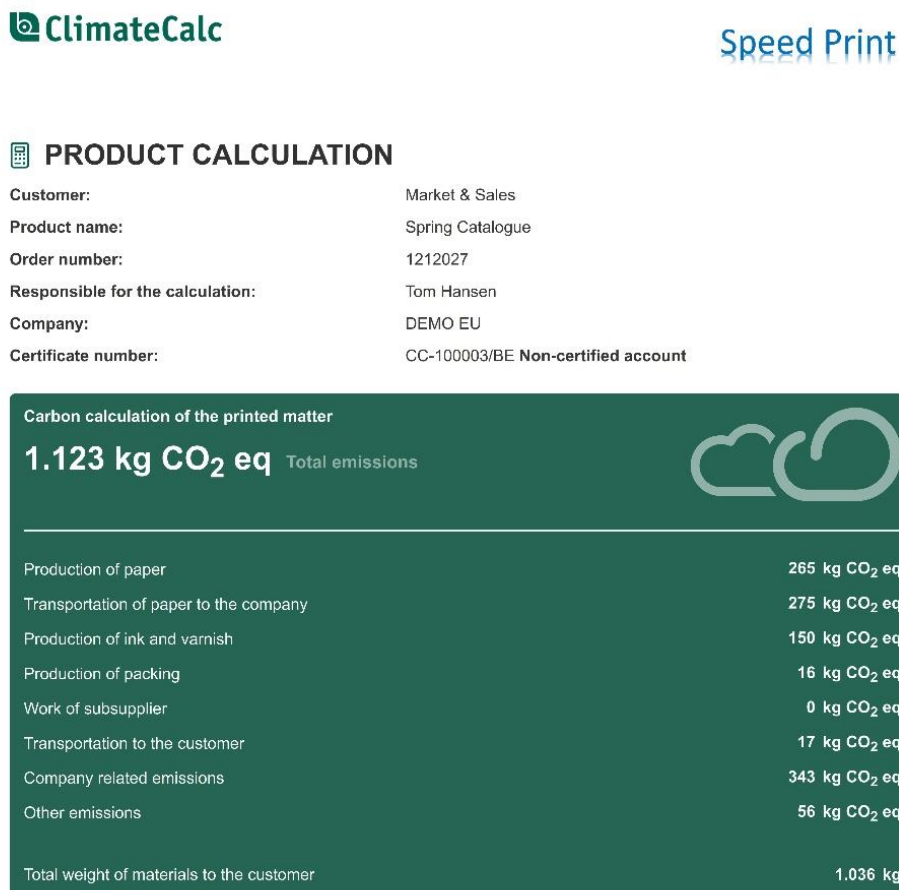 ClimateCalc
Speed Print
PRODUCT CALCULATION
Customer: Market & Sales
Product name: Spring Catalogue
Order number: 1212027
Responsible for the calculation: Tom Hansen
Company: DEMO EU
Certificate number: CC-100003/BE Non-certified account
Carbon calculation of the printed matter
1.123 kg CO₂ eq Total emissions
Production of paper 265 kg CO₂ eq
Transportation of paper to the company 275 kg CO₂ eq
Production of ink and varnish 150 kg CO₂ eq
Production of packing 16 kg CO₂ eq
Work of subsupplier 0 kg CO₂ eq
Transportation to the customer 17 kg CO₂ eq
Company related emissions 343 kg CO₂ eq
Other emissions 56 kg CO₂ eq
Total weight of materials to the customer 1.036 kg